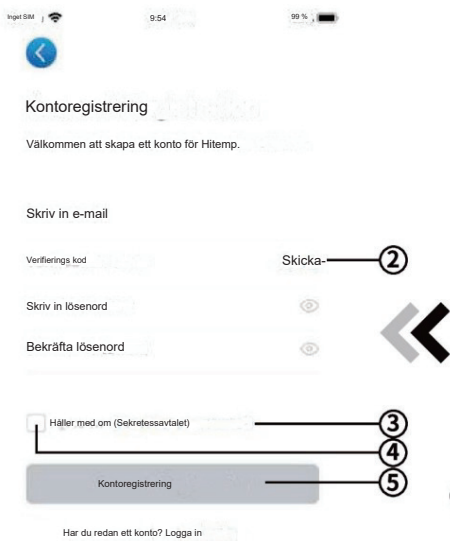 Inget SIM 9:54 99 %
Kontoregistrering
Välkommen att skapa ett konto för Hitemp.
Skriv in e-mail
Verifierings kod Skicka- 2
Skriv in lösenord
Bekräfta lösenord
Håller med om (Sekretessavtalet) 3
4
Kontoregistrering 5
Har du redan ett konto? Logga in